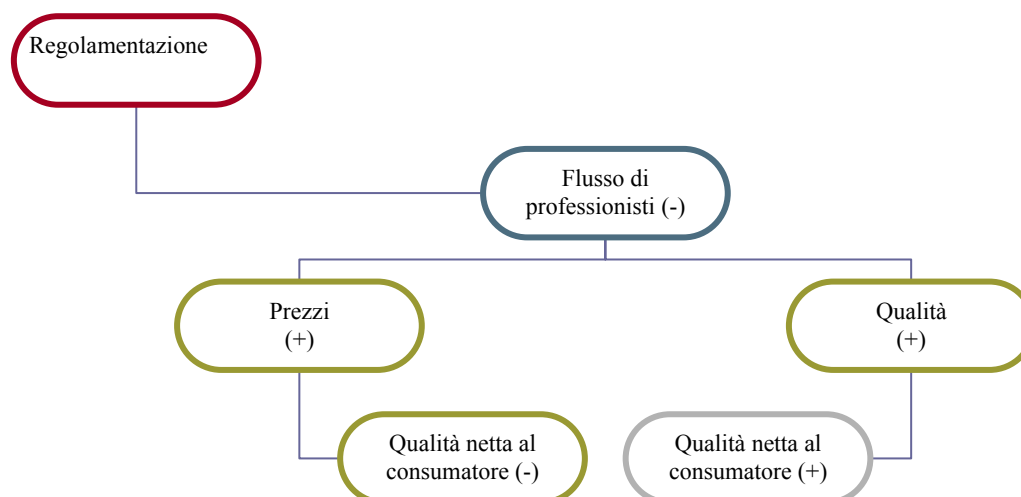 Regolamentazione
Flusso di
professionisti (-)
Prezzi
(+)
Qualità
(+)
Qualità netta al
consumatore (-)
Qualità netta al
consumatore (+)